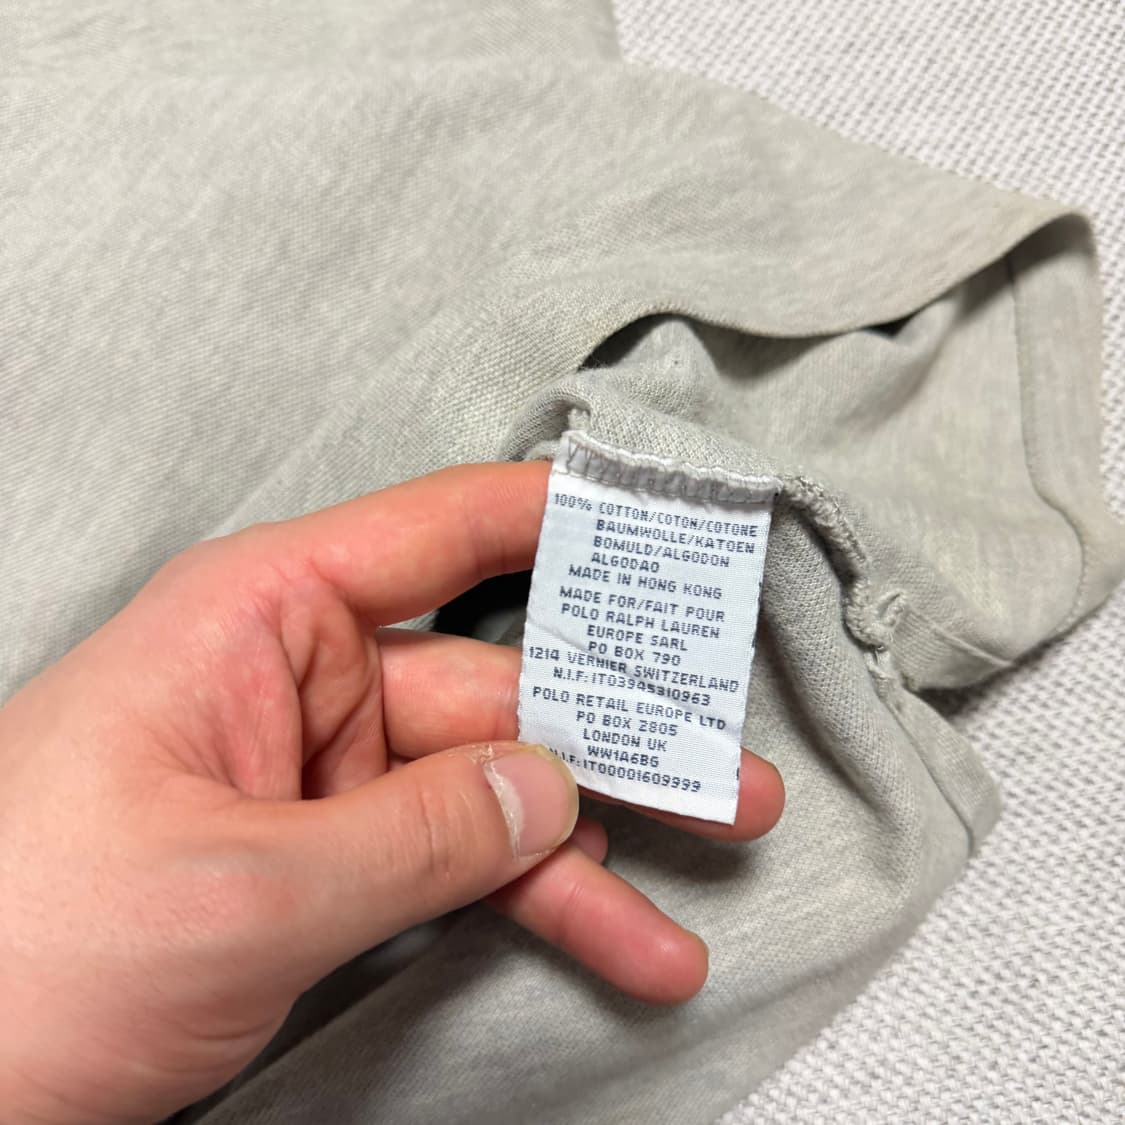 100% COTTON/COTON/COTONE
BAUMWOLLE/KATOEN
BOMULD/ALGODON
ALGODAO
MADE IN HONG KONG
MADE FOR/FAIT POUR
POLO RALPH LAUREN
EUROPE SARL
PO BOX 790
1214 VERNIER SWITZERLAND
N.I.F:IT03945310963
POLO RETAIL EUROPE LTD
PO BOX 2805
LONDON UK
WW1A6BG
.I.F:IT00001609999